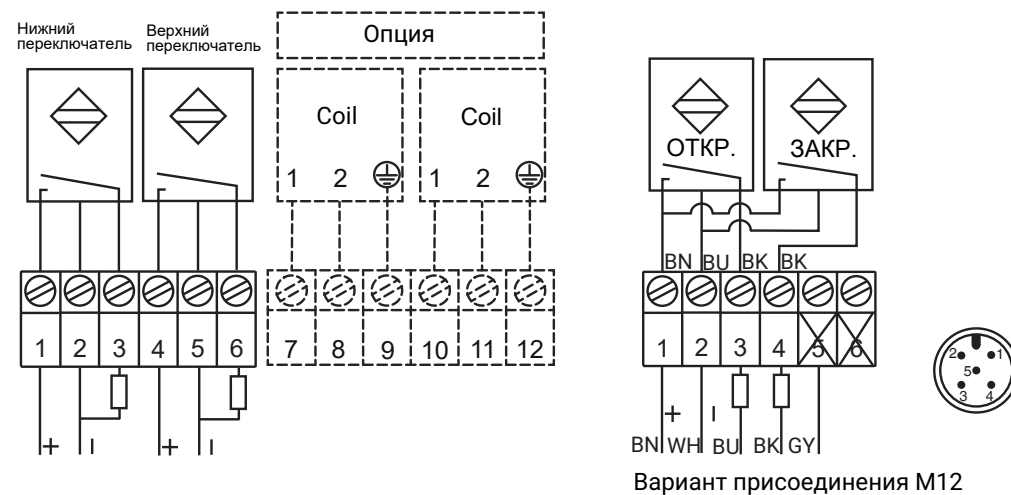 Нижний
переключатель
Верхний
переключатель
Опция
Coil
Coil
1 2
1 2
1 2 3 4 5 6
7 8 9 10 11 12
+ – + –
ОТКР.
ЗАКР.
BN BU BK BK
1 2 3 4 5 6
+ –
BN WH BU BK GY
2 1
5
3 4
Вариант присоединения M12